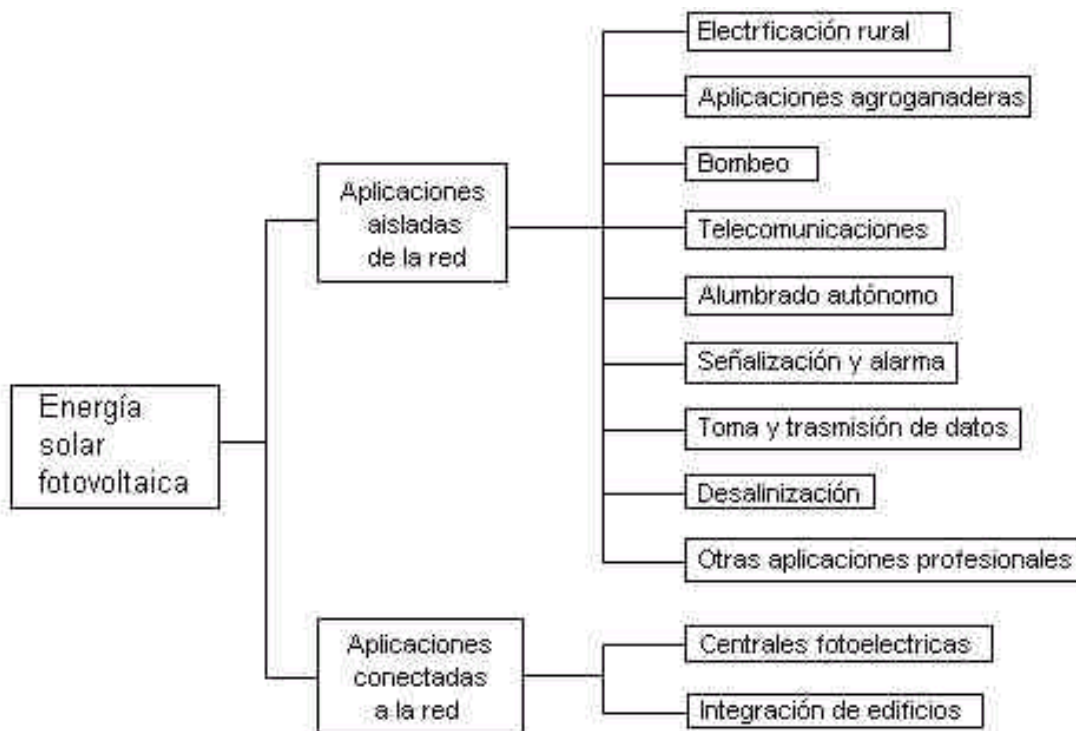 Energía
solar
fotovoltaica
Aplicaciones
aisladas
de la red
Electrficación rural
Aplicaciones agroganaderas
Bombeo
Telecomunicaciones
Alumbrado autónomo
Señalización y alarma
Toma y trasmisión de datos
Desalinización
Otras aplicaciones profesionales
Aplicaciones
conectadas
a la red
Centrales fotoelectricas
Integración de edificios